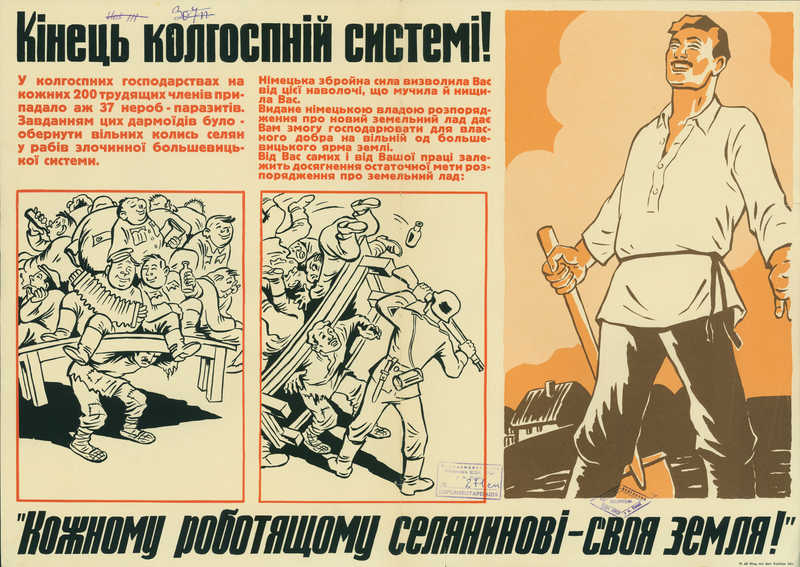 Кінець колгоспній системі!
У колгоспних господарствах на
кожних 200 трудящих членів при-
падало аж 37 нероб - паразитів.
Завданням цих дармоїдів було -
обернути вільних колись селян
у рабів злочинної большевиць-
кої системи.
Німецька збройна сила визволила Вас
від цієї наволочі, що мучила й нищи-
ла Вас.
Видане німецькою владою розпоряд-
ження про новий земельний лад дає
Вам змогу господарювати для влас-
ного добра на вільній од больше-
вицького ярма землі.
Від Вас самих і від Вашої праці зале-
жить досягнення остаточної мети роз-
порядження про земельний лад:
"Кожному роботящому селянинові-своя земля!"